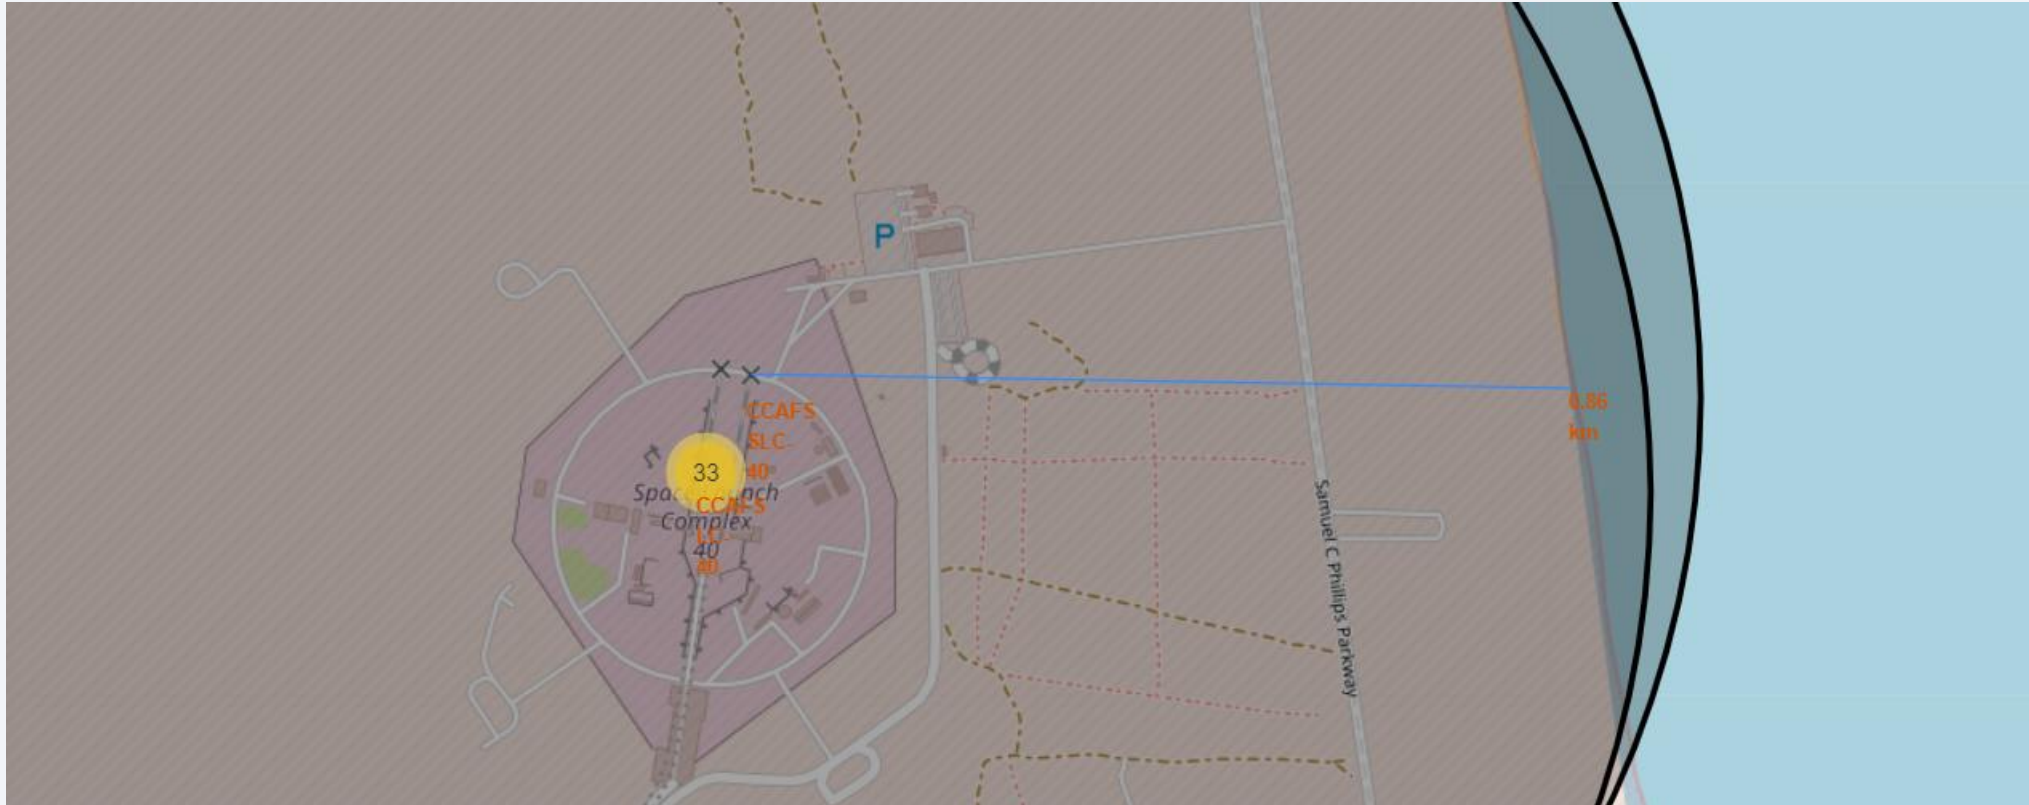 P
0.86
km
CCAFS
SLC-
40
33
Space Launch
Complex
40
CCAFS
LC-
40
Samuel C Phillips Parkway